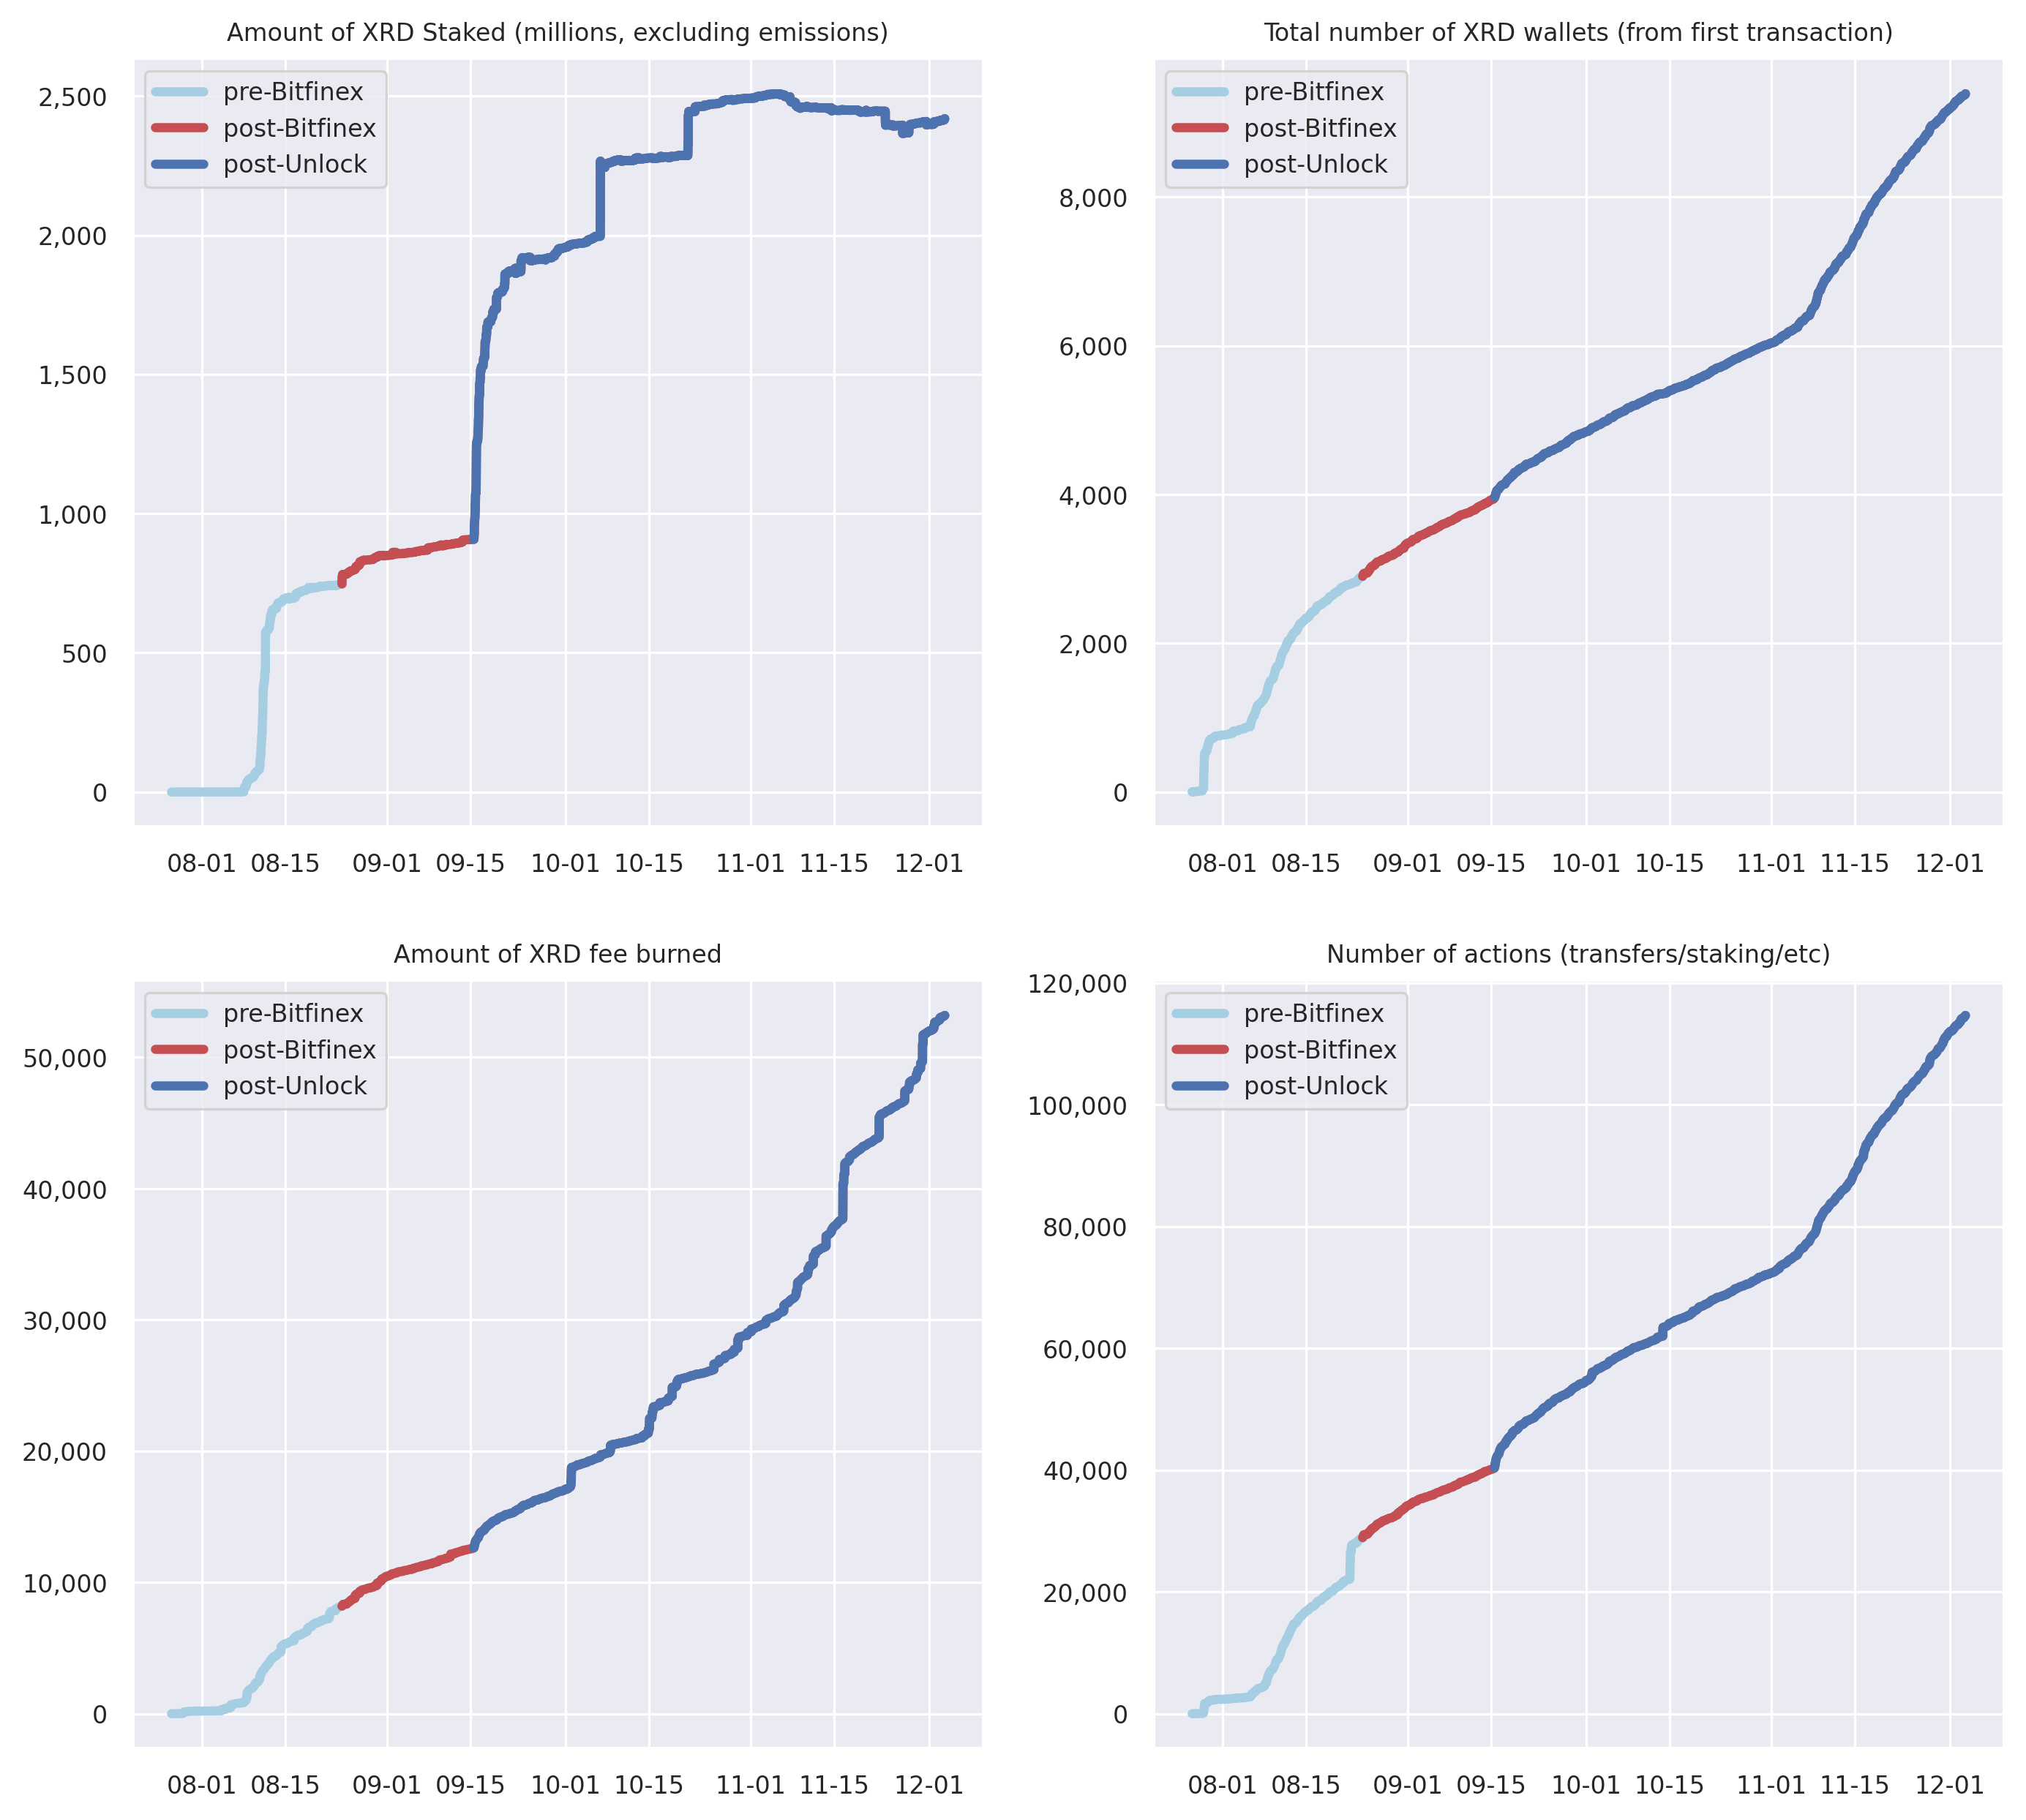 Amount of XRD Staked (millions, excluding emissions)
pre-Bitfinex
post-Bitfinex
post-Unlock
2,500
2,000
1,500
1,000
500
0
08-01 08-15 09-01 09-15 10-01 10-15 11-01 11-15 12-01
Total number of XRD wallets (from first transaction)
pre-Bitfinex
post-Bitfinex
post-Unlock
8,000
6,000
4,000
2,000
0
08-01 08-15 09-01 09-15 10-01 10-15 11-01 11-15 12-01
Amount of XRD fee burned
pre-Bitfinex
post-Bitfinex
post-Unlock
50,000
40,000
30,000
20,000
10,000
0
08-01 08-15 09-01 09-15 10-01 10-15 11-01 11-15 12-01
Number of actions (transfers/staking/etc)
pre-Bitfinex
post-Bitfinex
post-Unlock
120,000
100,000
80,000
60,000
40,000
20,000
0
08-01 08-15 09-01 09-15 10-01 10-15 11-01 11-15 12-01